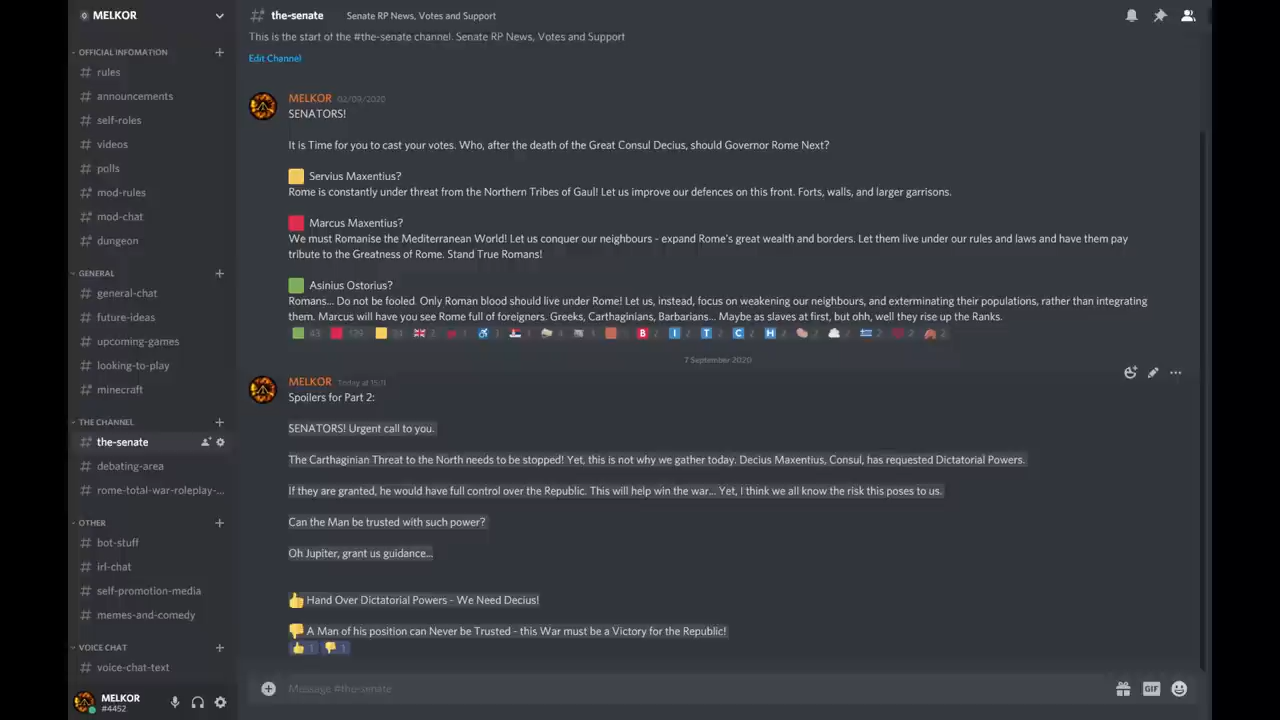 MELKOR
OFFICIAL INFOMATION
rules
announcements
self-roles
videos
polls
mod-rules
mod-chat
dungeon
GENERAL
general-chat
future-ideas
upcoming-games
looking-to-play
minecraft
THE CHANNEL
the-senate
debating-area
rome-total-war-roleplay-...
OTHER
bot-stuff
irl-chat
self-promotion-media
memes-and-comedy
VOICE CHAT
voice-chat-text
MELKOR
#4452
the-senate Senate RP News, Votes and Support
This is the start of the #the-senate channel. Senate RP News, Votes and Support
Edit Channel
MELKOR 02/09/2020
SENATORS!
It is Time for you to cast your votes. Who, after the death of the Great Consul Decius, should Governor Rome Next?
Servius Maxentius?
Rome is constantly under threat from the Northern Tribes of Gaul! Let us improve our defences on this front. Forts, walls, and larger garrisons.
Marcus Maxentius?
We must Romanise the Mediterranean World! Let us conquer our neighbours - expand Rome's great wealth and borders. Let them live under our rules and laws and have them pay
tribute to the Greatness of Rome. Stand True Romans!
Asinius Ostorius?
Romans... Do not be fooled. Only Roman blood should live under Rome! Let us, instead, focus on weakening our neighbours, and exterminating their populations, rather than integrating
them. Marcus will have you see Rome full of foreigners. Greeks, Carthaginians, Barbarians... Maybe as slaves at first, but ohh, well they rise up the Ranks.
B I T C H
7 September 2020
MELKOR Today at 15:11
Spoilers for Part 2:
SENATORS! Urgent call to you.
The Carthaginian Threat to the North needs to be stopped! Yet, this is not why we gather today. Decius Maxentius, Consul, has requested Dictatorial Powers.
If they are granted, he would have full control over the Republic. This will help win the war... Yet, I think we all know the risk this poses to us.
Can the Man be trusted with such power?
Oh Jupiter, grant us guidance...
Hand Over Dictatorial Powers - We Need Decius!
A Man of his position can Never be Trusted - this War must be a Victory for the Republic!
1 1
Message #the-senate
GIF